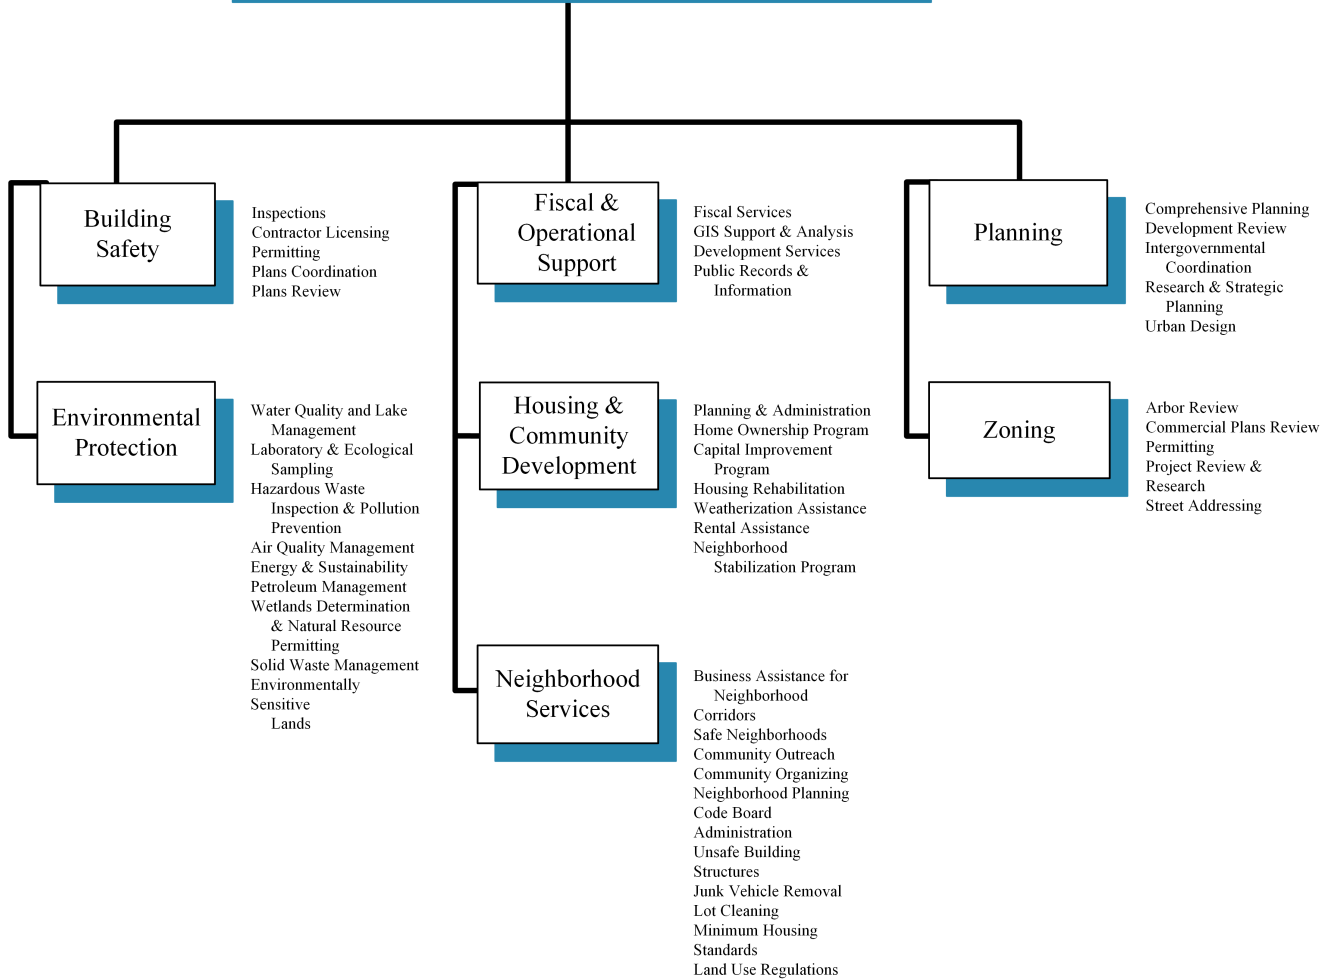 Building
Safety
Inspections
Contractor Licensing
Permitting
Plans Coordination
Plans Review
Fiscal &
Operational
Support
Fiscal Services
GIS Support & Analysis
Development Services
Public Records &
Information
Planning
Comprehensive Planning
Development Review
Intergovernmental
Coordination
Research & Strategic
Planning
Urban Design
Environmental
Protection
Water Quality and Lake
Management
Laboratory & Ecological
Sampling
Hazardous Waste
Inspection & Pollution
Prevention
Air Quality Management
Energy & Sustainability
Petroleum Management
Wetlands Determination
& Natural Resource
Permitting
Solid Waste Management
Environmentally
Sensitive
Lands
Housing &
Community
Development
Planning & Administration
Home Ownership Program
Capital Improvement
Program
Housing Rehabilitation
Weatherization Assistance
Rental Assistance
Neighborhood
Stabilization Program
Zoning
Arbor Review
Commercial Plans Review
Permitting
Project Review &
Research
Street Addressing
Neighborhood
Services
Business Assistance for
Neighborhood
Corridors
Safe Neighborhoods
Community Outreach
Community Organizing
Neighborhood Planning
Code Board
Administration
Unsafe Building
Structures
Junk Vehicle Removal
Lot Cleaning
Minimum Housing
Standards
Land Use Regulations